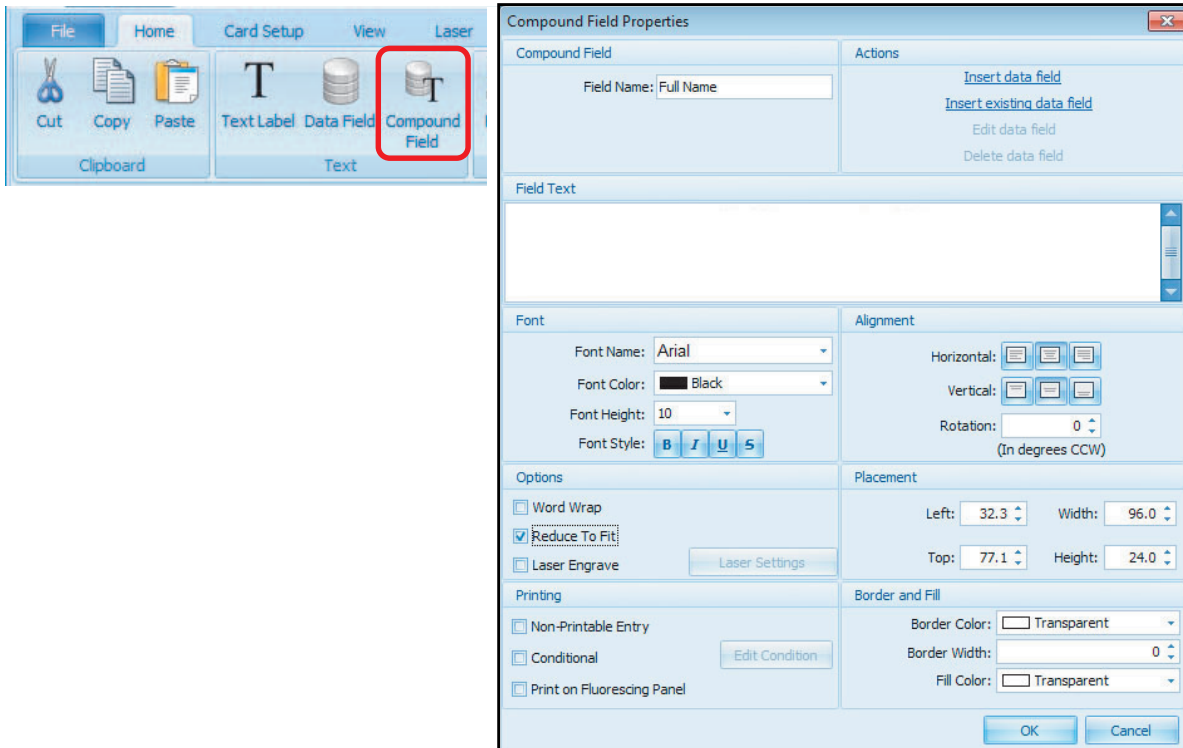 File Home Card Setup View Laser
Cut Copy Paste Text Label Data Field Compound Field
Clipboard Text
Compound Field Properties
Compound Field
Field Name: Full Name
Actions
Insert data field
Insert existing data field
Edit data field
Delete data field
Field Text
Font
Font Name: Arial
Font Color: Black
Font Height: 10
Font Style: B I U S
Alignment
Horizontal:
Vertical:
Rotation: 0
(In degrees CCW)
Options
Word Wrap
Reduce To Fit
Laser Engrave Laser Settings
Placement
Left: 32.3 Width: 96.0
Top: 77.1 Height: 24.0
Printing
Non-Printable Entry
Conditional Edit Condition
Print on Fluorescing Panel
Border and Fill
Border Color: Transparent
Border Width: 0
Fill Color: Transparent
OK Cancel